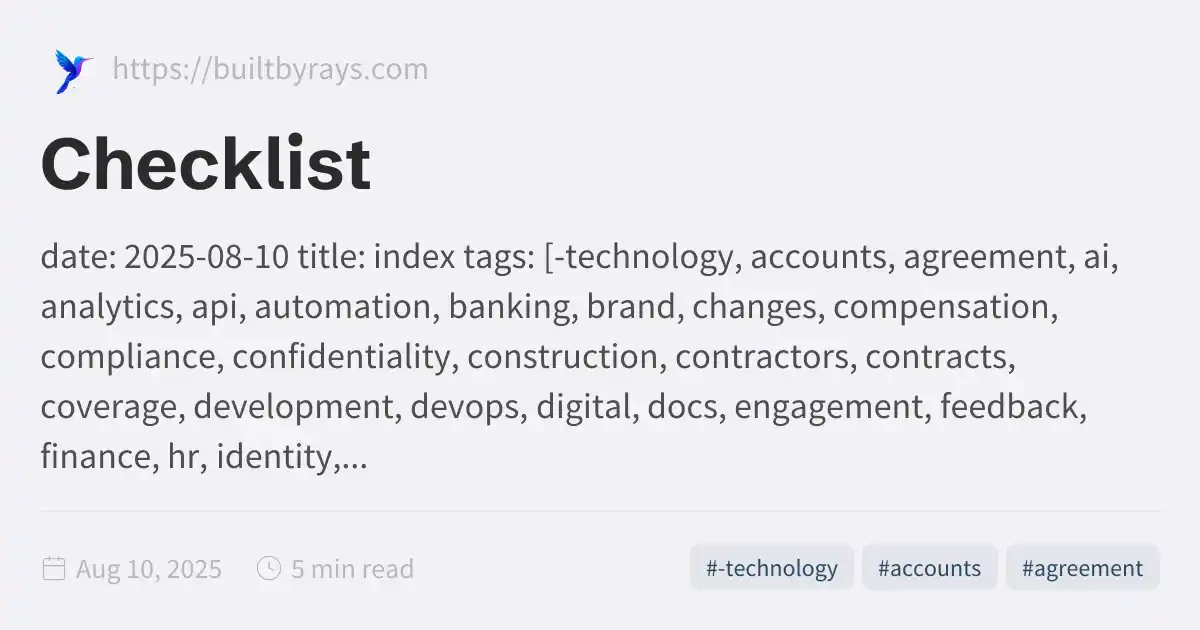 https://builtbyrays.com
Checklist
date: 2025-08-10 title: index tags: [-technology, accounts, agreement, ai,
analytics, api, automation, banking, brand, changes, compensation,
compliance, confidentiality, construction, contractors, contracts,
coverage, development, devops, digital, docs, engagement, feedback,
finance, hr, identity,...
Aug 10, 2025 5 min read #-technology #accounts #agreement